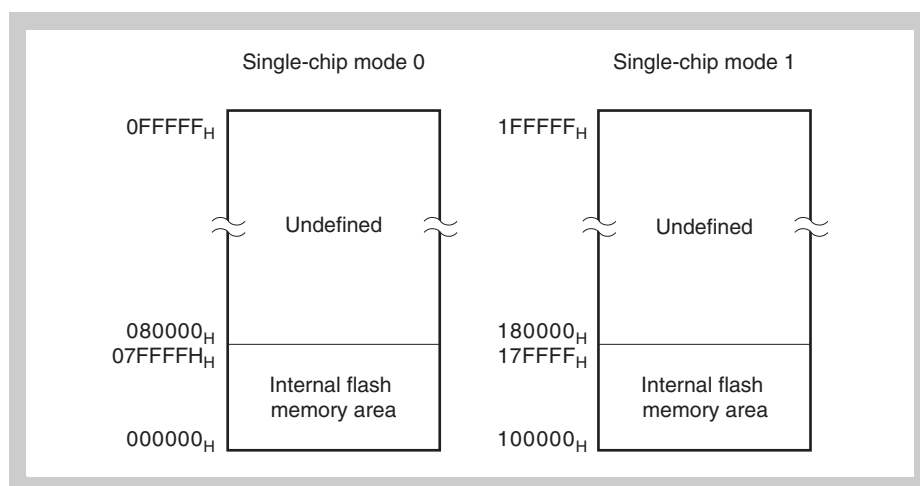 Single-chip mode 0
0FFFFFH
Undefined
080000H
07FFFFHH
Internal flash
memory area
000000H
Single-chip mode 1
1FFFFFH
Undefined
180000H
17FFFFH
Internal flash
memory area
100000H